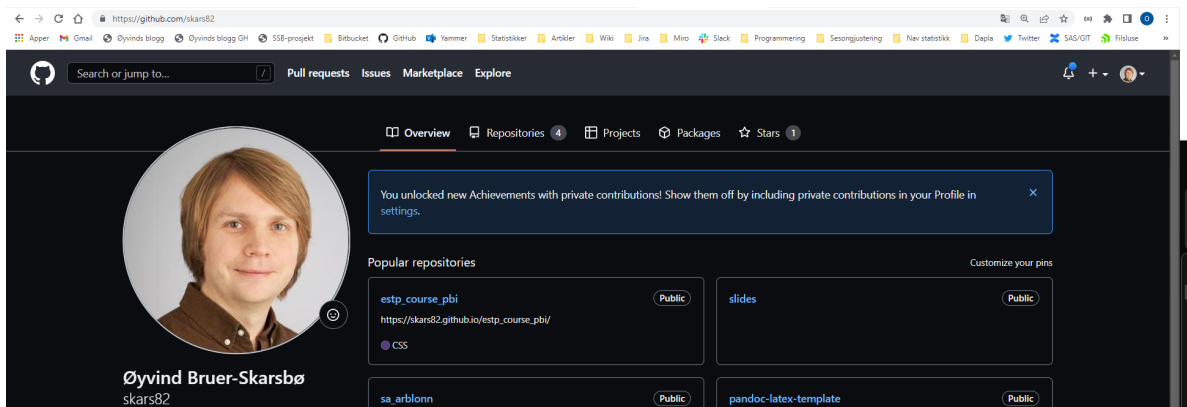 https://github.com/skars82
Apper Gmail Øyvinds blogg Øyvinds blogg GH SSB-prosjekt Bitbucket GitHub Yammer Statistikker Artikler Wiki Jira Miro Slack Programmering Sesongjustering Nav statistikk Dapla Twitter SAS/GIT Filsluse »
Search or jump to... / Pull requests Issues Marketplace Explore
Overview Repositories 4 Projects Packages Stars 1
You unlocked new Achievements with private contributions! Show them off by including private contributions in your Profile in
settings.
Popular repositories Customize your pins
estp_course_pbi Public
https://skars82.github.io/estp_course_pbi/
CSS
slides Public
Øyvind Bruer-Skarsbø
skars82
sa_arblonn Public
pandoc-latex-template Public